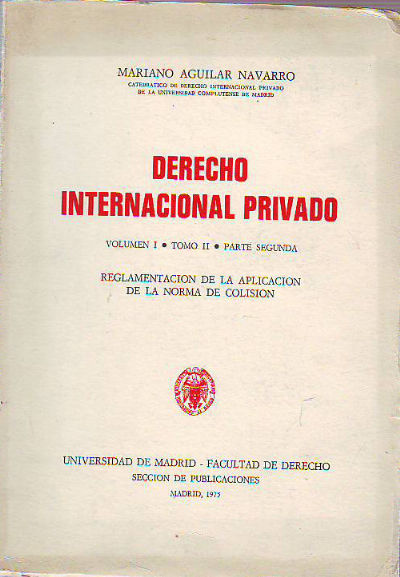 MARIANO AGUILAR NAVARRO
CATEDRATICO DE DERECHO INTERNACIONAL PRIVADO
DE LA UNIVERSIDAD COMPLUTENSE DE MADRID
DERECHO
INTERNACIONAL PRIVADO
VOLUMEN I • TOMO II • PARTE SEGUNDA
REGLAMENTACION DE LA APLICACION
DE LA NORMA DE COLISION
UNIVERSIDAD DE MADRID - FACULTAD DE DERECHO
SECCION DE PUBLICACIONES
MADRID, 1975